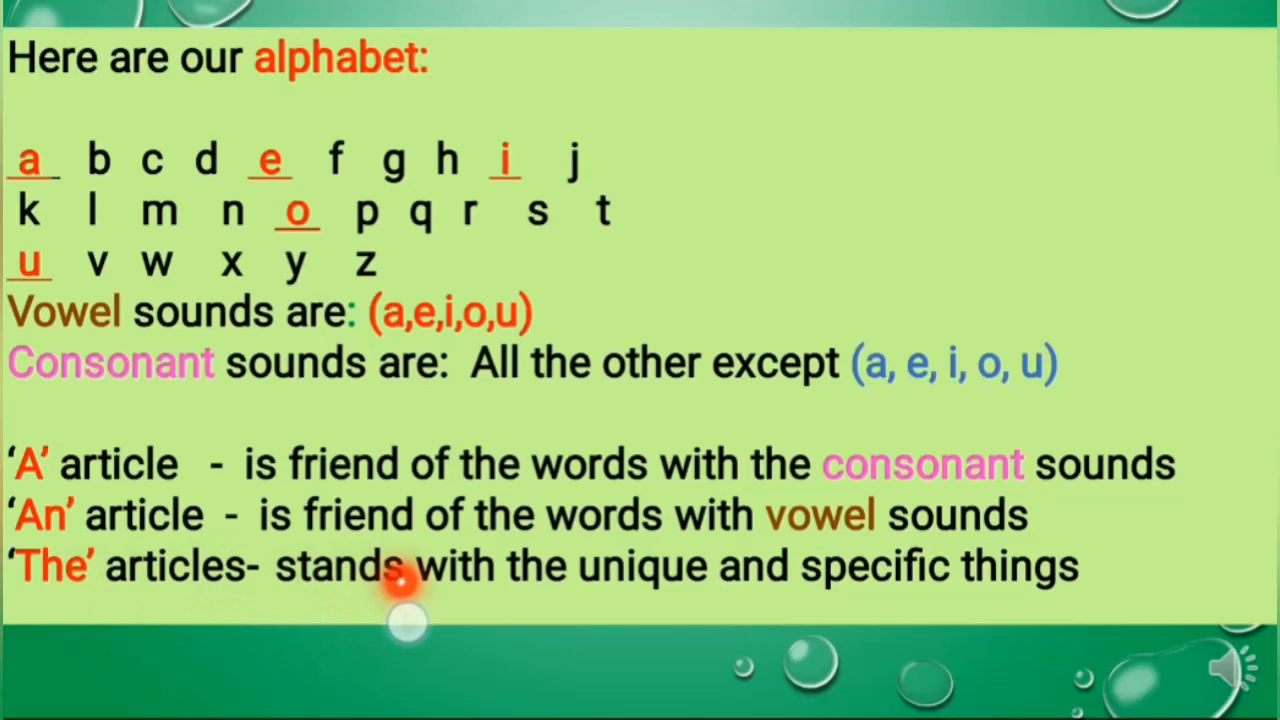 Here are our alphabet:
a b c d e f g h i j
k l m n o p q r s t
u v w x y z
Vowel sounds are: (a,e,i,o,u)
Consonant sounds are: All the other except (a, e, i, o, u)
‘A’ article - is friend of the words with the consonant sounds
‘An’ article - is friend of the words with vowel sounds
‘The’ articles- stands with the unique and specific things